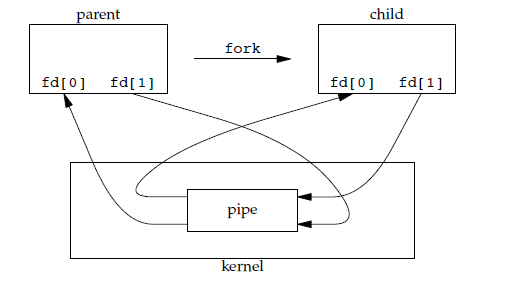 parent child
fork
fd[0] fd[1] fd[0] fd[1]
pipe
kernel